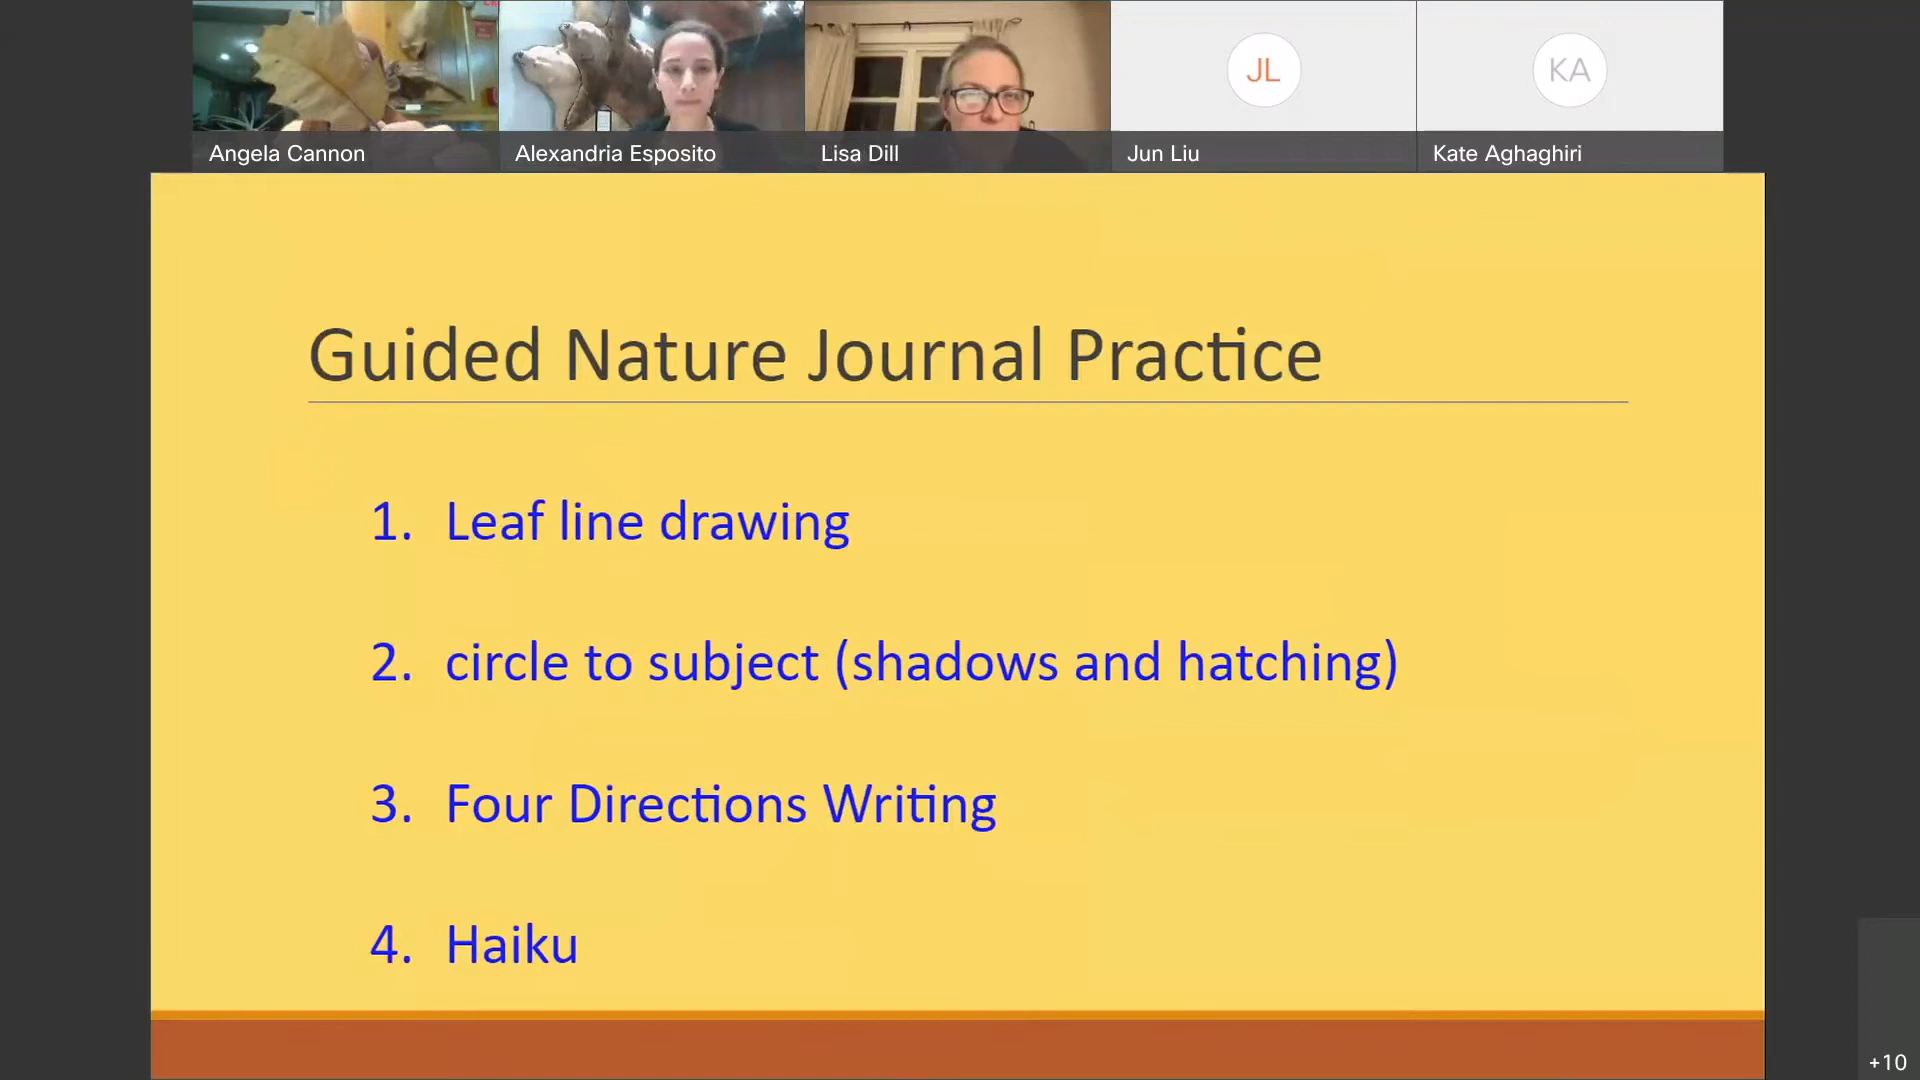 JL
KA
Angela Cannon
Alexandria Esposito
Lisa Dill
Jun Liu
Kate Aghaghiri
Guided Nature Journal Practice
1. Leaf line drawing
2. circle to subject (shadows and hatching)
3. Four Directions Writing
4. Haiku
+10